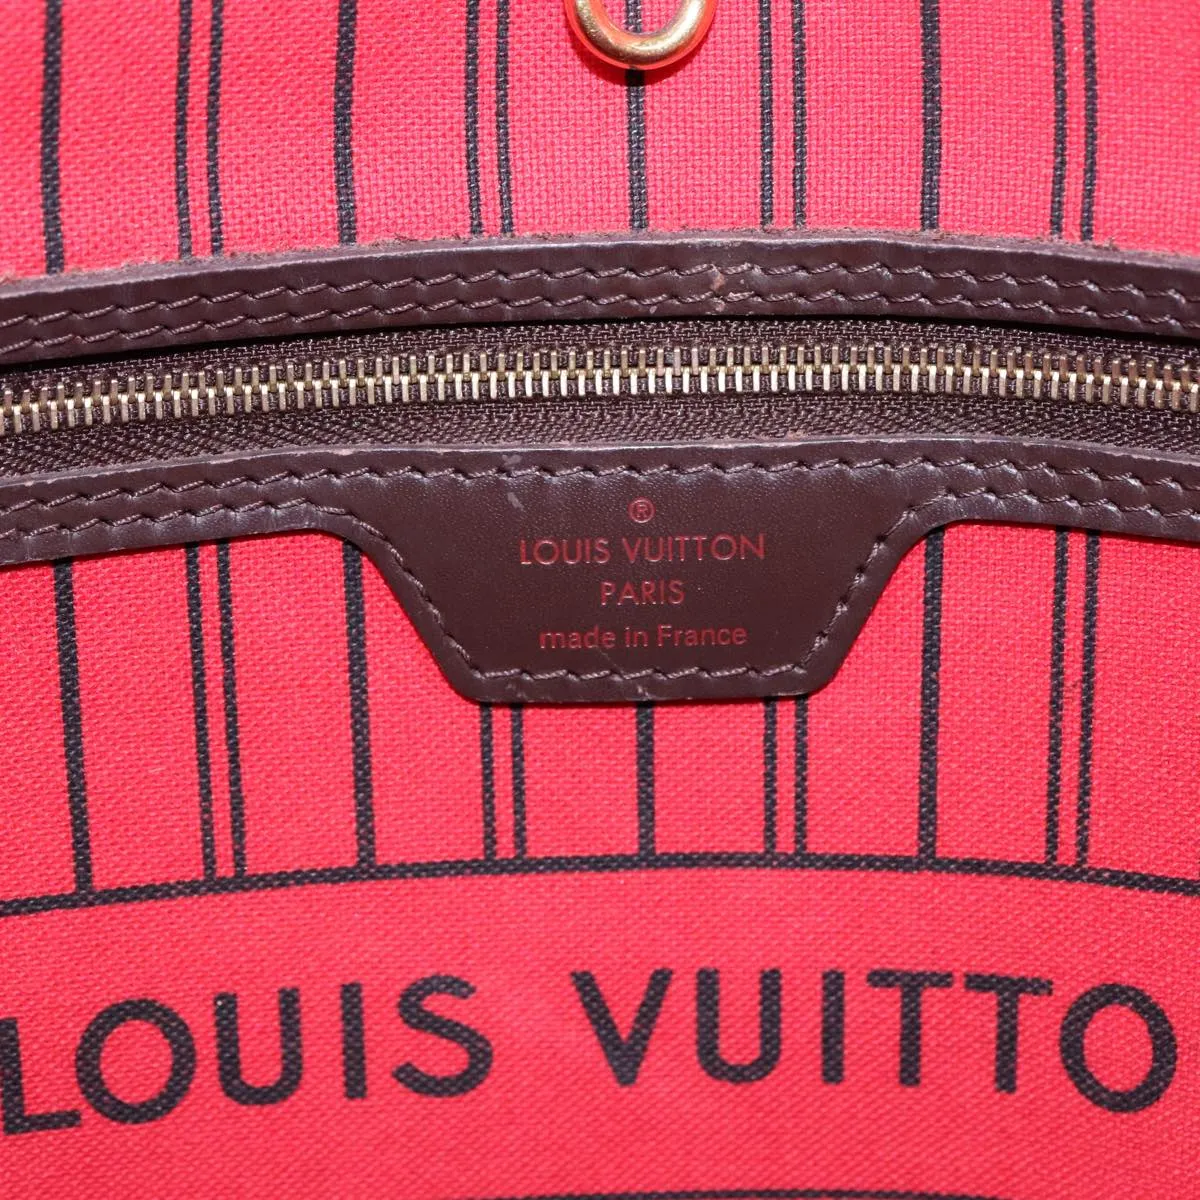 ®
LOUIS VUITTON
PARIS
made in France
LOUIS VUITTO